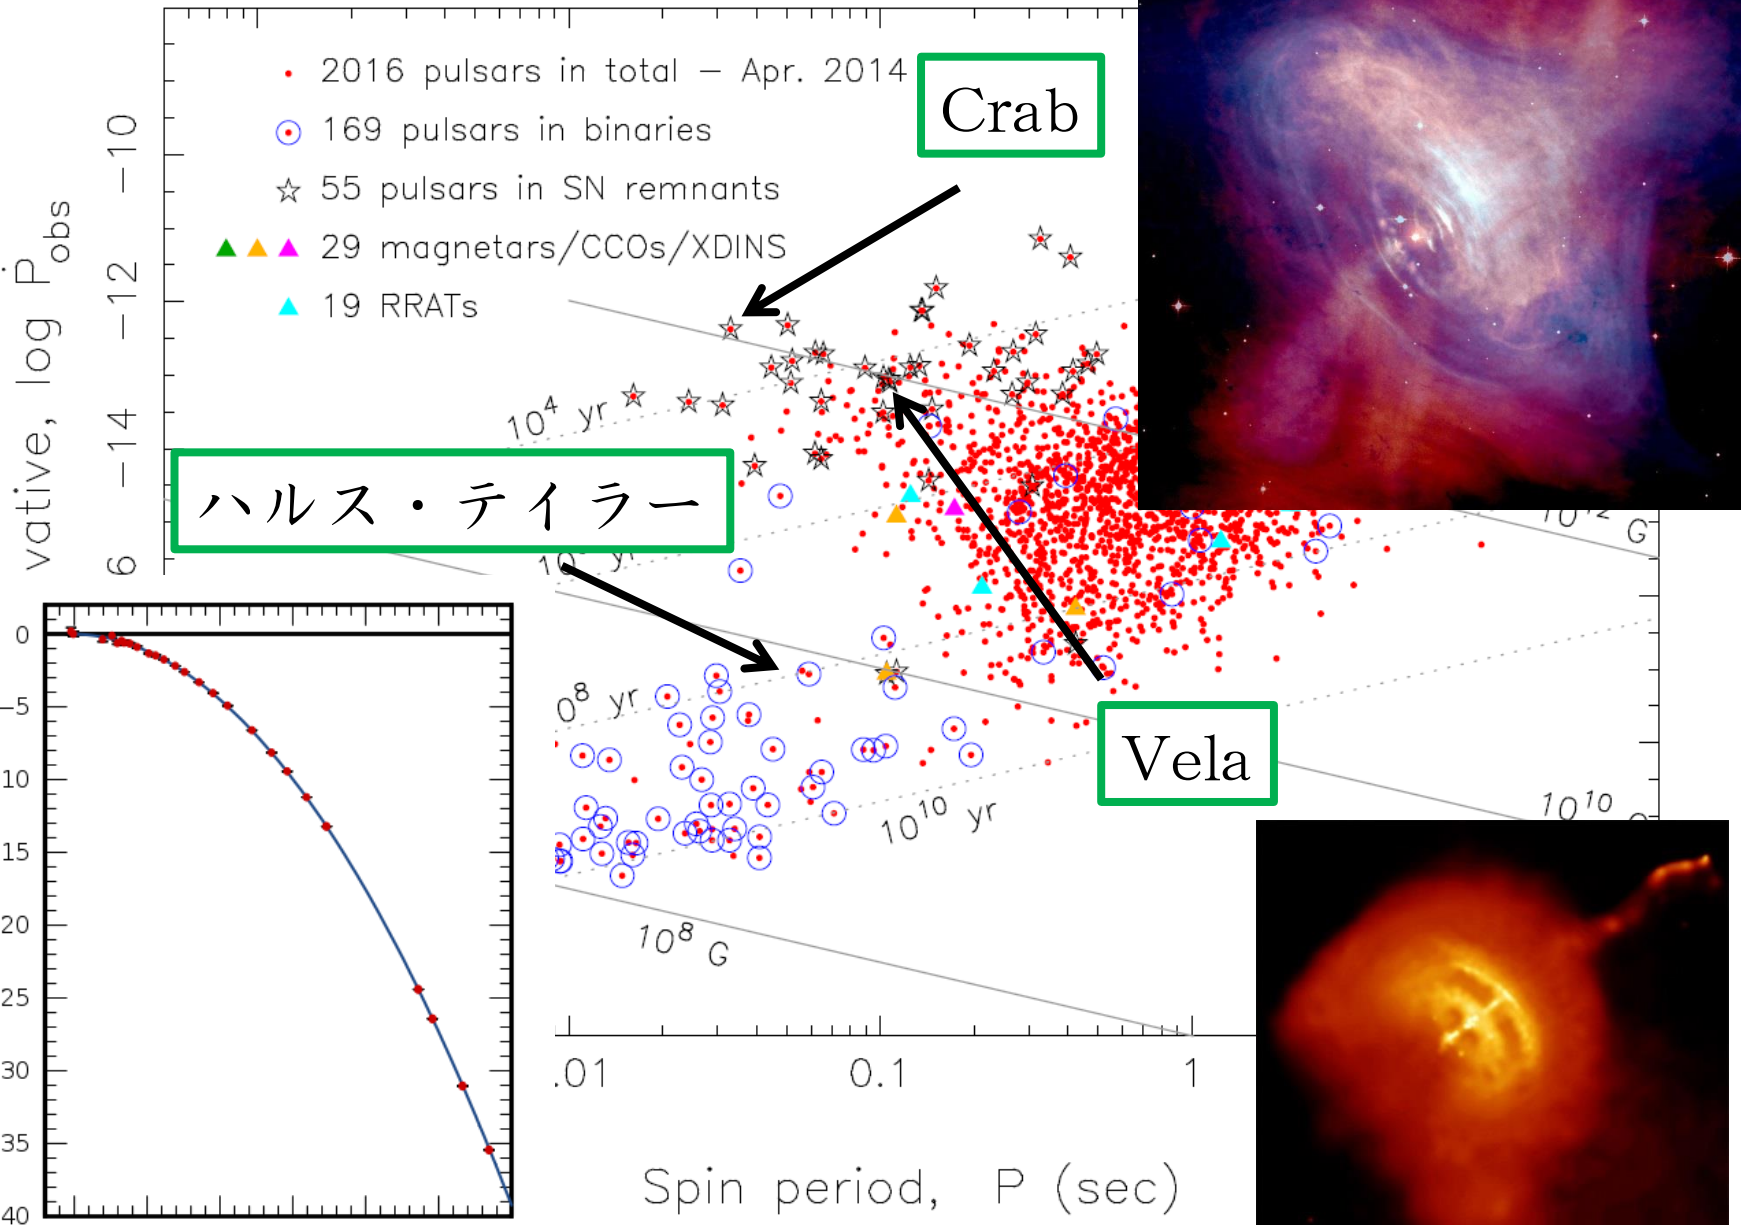 2016 pulsars in total – Apr. 2014
169 pulsars in binaries
55 pulsars in SN remnants
29 magnetars/CCOs/XDINS
19 RRATs
Crab
ハルス・テイラー
Vela
vative, log Ṗobs
−10
−12
−14
6
10⁴ yr
0⁸ yr
10¹⁰ yr
G
10¹⁰
10⁸ G
0
−5
10
15
20
25
30
35
40
.01
0.1
1
Spin period, P (sec)